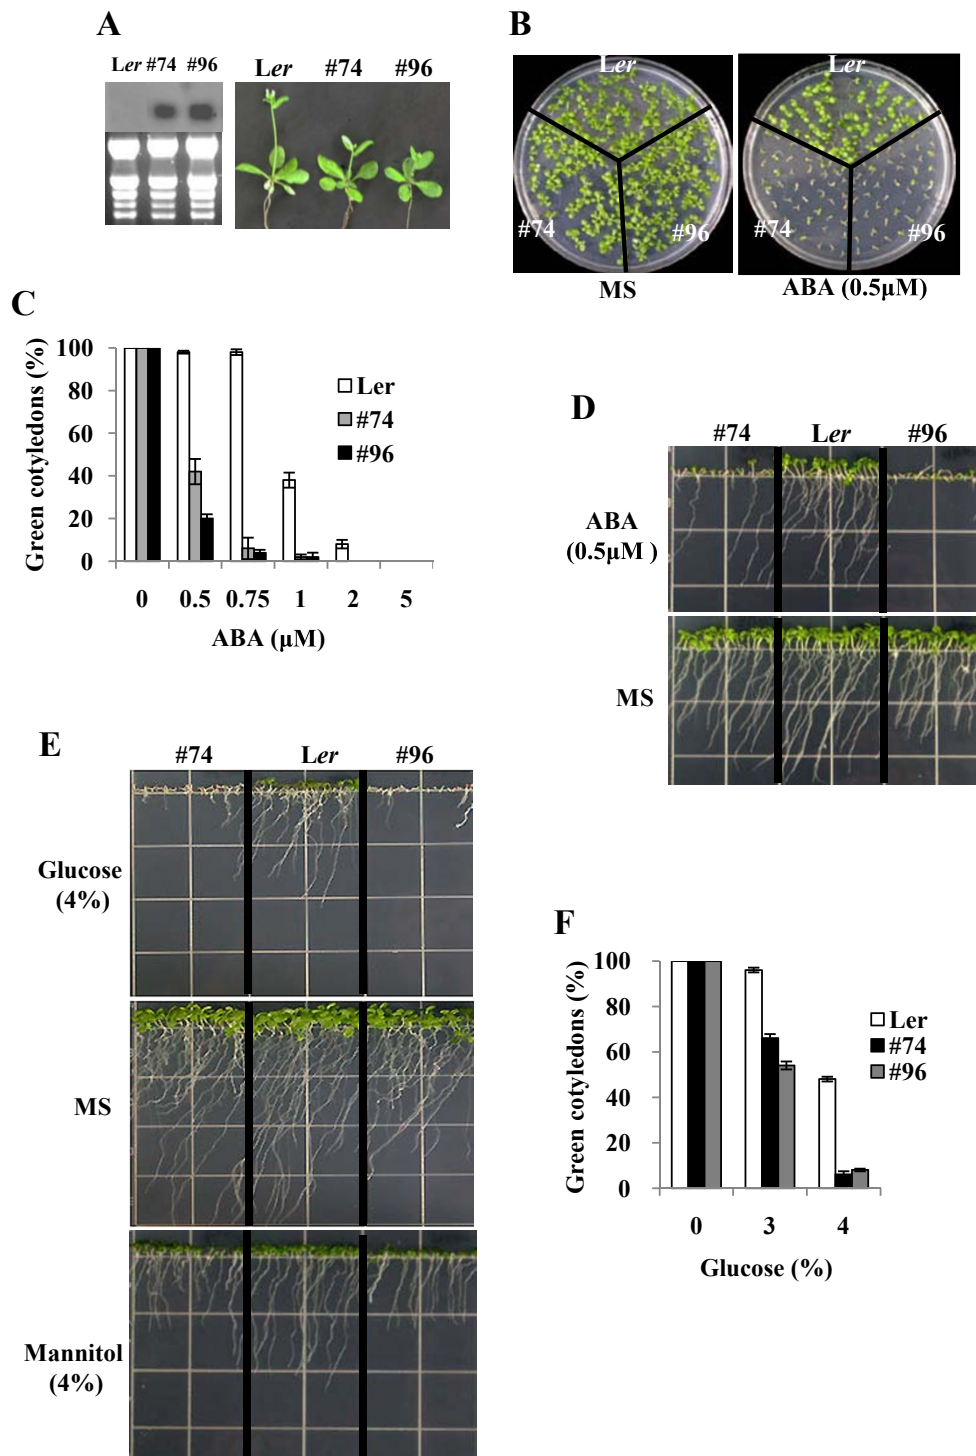 A
Ler #74 #96
Ler #74 #96
B
Ler
#74
#96
MS
Ler
#74
#96
ABA (0.5μM)
C
Green cotyledons (%)
100
80
60
40
20
0
Ler
#74
#96
0 0.5 0.75 1 2 5
ABA (μM)
D
#74 Ler #96
ABA
(0.5μM )
MS
E
#74 Ler #96
Glucose
(4%)
MS
Mannitol
(4%)
F
Green cotyledons (%)
100
80
60
40
20
0
Ler
#74
#96
0 3 4
Glucose (%)